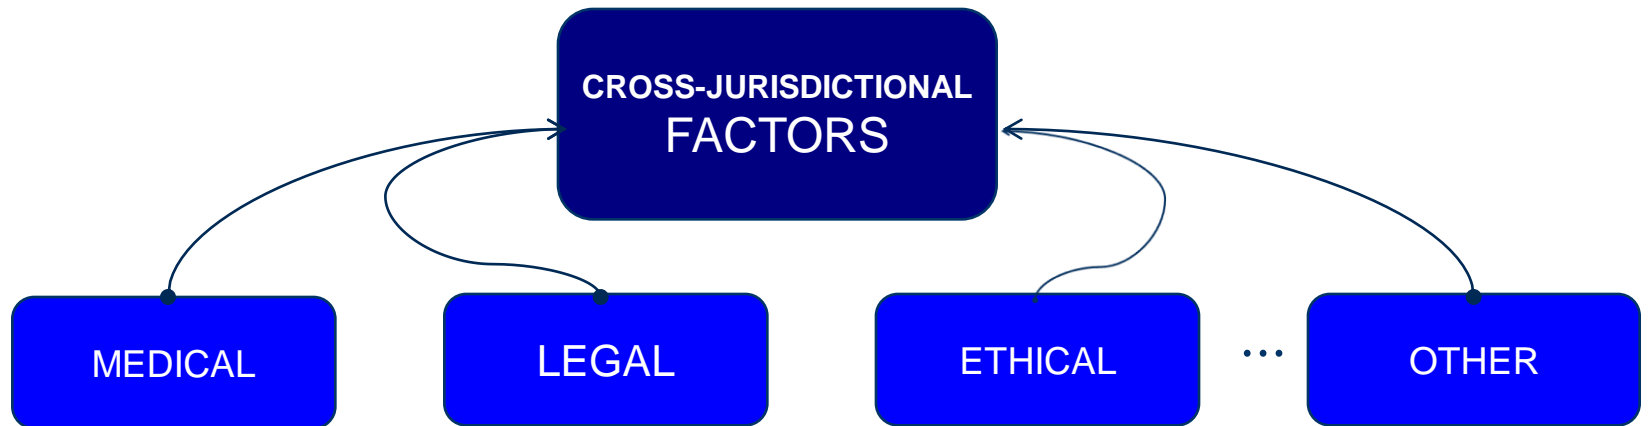 CROSS-JURISDICTIONAL
FACTORS
MEDICAL
LEGAL
ETHICAL
...
OTHER